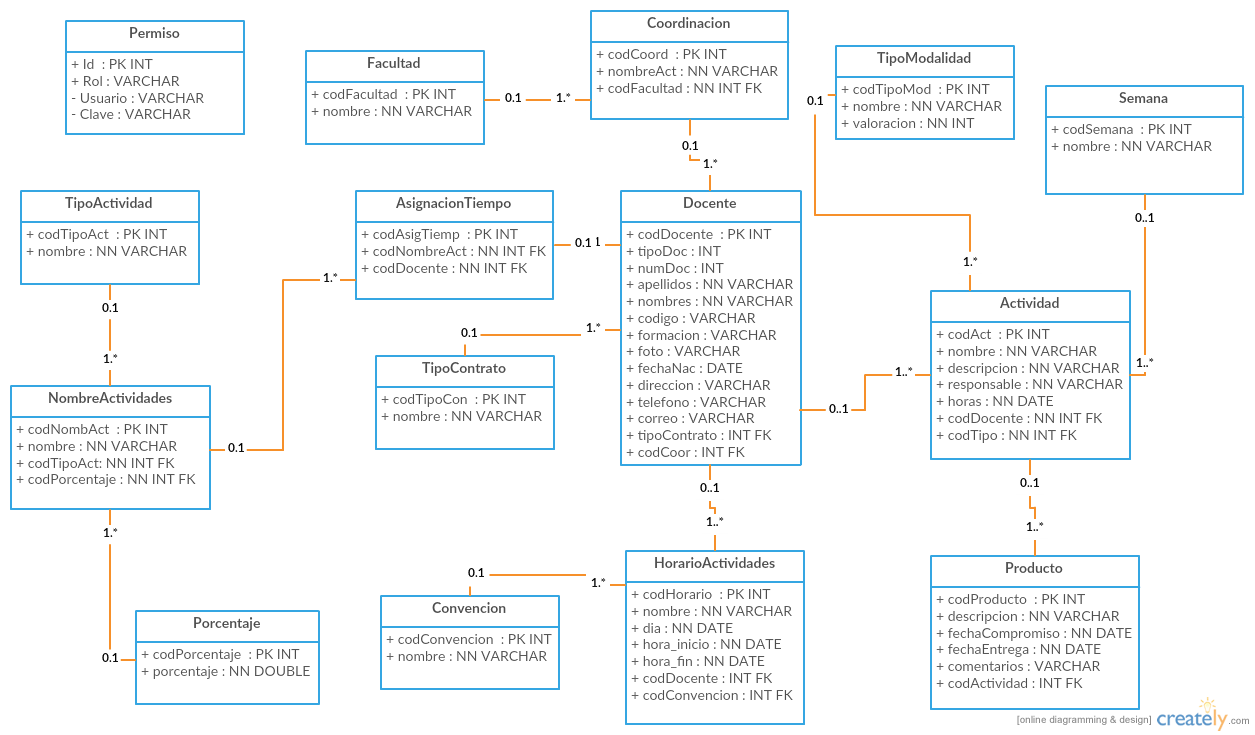 Permiso
+ Id : PK INT
+ Rol : VARCHAR
- Usuario : VARCHAR
- Clave : VARCHAR
Facultad
+ codFacultad : PK INT
+ nombre : NN VARCHAR
0.1
1.*
Coordinacion
+ codCoord : PK INT
+ nombreAct : NN VARCHAR
+ codFacultad : NN INT FK
0.1
1.*
TipoModalidad
+ codTipoMod : PK INT
+ nombre : NN VARCHAR
+ valoracion : NN INT
0.1
1.*
Semana
+ codSemana : PK INT
+ nombre : NN VARCHAR
0..1
1..*
TipoActividad
+ codTipoAct : PK INT
+ nombre : NN VARCHAR
0.1
1.*
AsignacionTiempo
+ codAsigTiemp : PK INT
+ codNombreAct : NN INT FK
+ codDocente : NN INT FK
0.1 1
1.*
0.1
Docente
+ codDocente : PK INT
+ tipoDoc : INT
+ numDoc : INT
+ apellidos : NN VARCHAR
+ nombres : NN VARCHAR
+ codigo : VARCHAR
+ formacion : VARCHAR
+ foto : VARCHAR
+ fechaNac : DATE
+ direccion : VARCHAR
+ telefono : VARCHAR
+ correo : VARCHAR
+ tipoContrato : INT FK
+ codCoor : INT FK
0.1
1.*
TipoContrato
+ codTipoCon : PK INT
+ nombre : NN VARCHAR
0..1
1..*
Actividad
+ codAct : PK INT
+ nombre : NN VARCHAR
+ descripcion : NN VARCHAR
+ responsable : NN VARCHAR
+ horas : NN DATE
+ codDocente : NN INT FK
+ codTipo : NN INT FK
NombreActividades
+ codNombAct : PK INT
+ nombre : NN VARCHAR
+ codTipoAct: NN INT FK
+ codPorcentaje : NN INT FK
1.*
0.1
Porcentaje
+ codPorcentaje : PK INT
+ porcentaje : NN DOUBLE
0..1
1..*
HorarioActividades
+ codHorario : PK INT
+ nombre : NN VARCHAR
+ dia : NN DATE
+ hora_inicio : NN DATE
+ hora_fin : NN DATE
+ codDocente : INT FK
+ codConvencion : INT FK
0.1
1.*
Convencion
+ codConvencion : PK INT
+ nombre : NN VARCHAR
0..1
1..*
Producto
+ codProducto : PK INT
+ descripcion : NN VARCHAR
+ fechaCompromiso : NN DATE
+ fechaEntrega : NN DATE
+ comentarios : VARCHAR
+ codActividad : INT FK
[online diagramming & design] creately.com